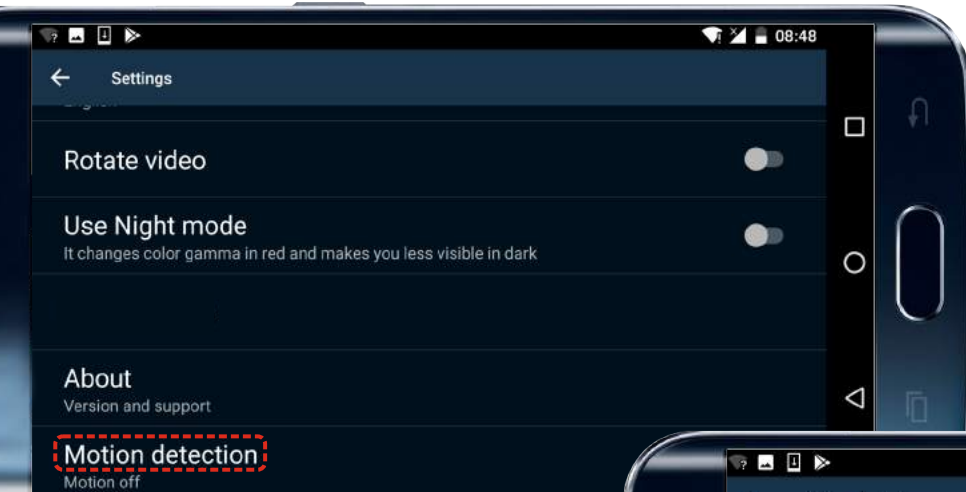 08:48
Settings
Rotate video
Use Night mode
It changes color gamma in red and makes you less visible in dark
About
Version and support
Motion detection
Motion off